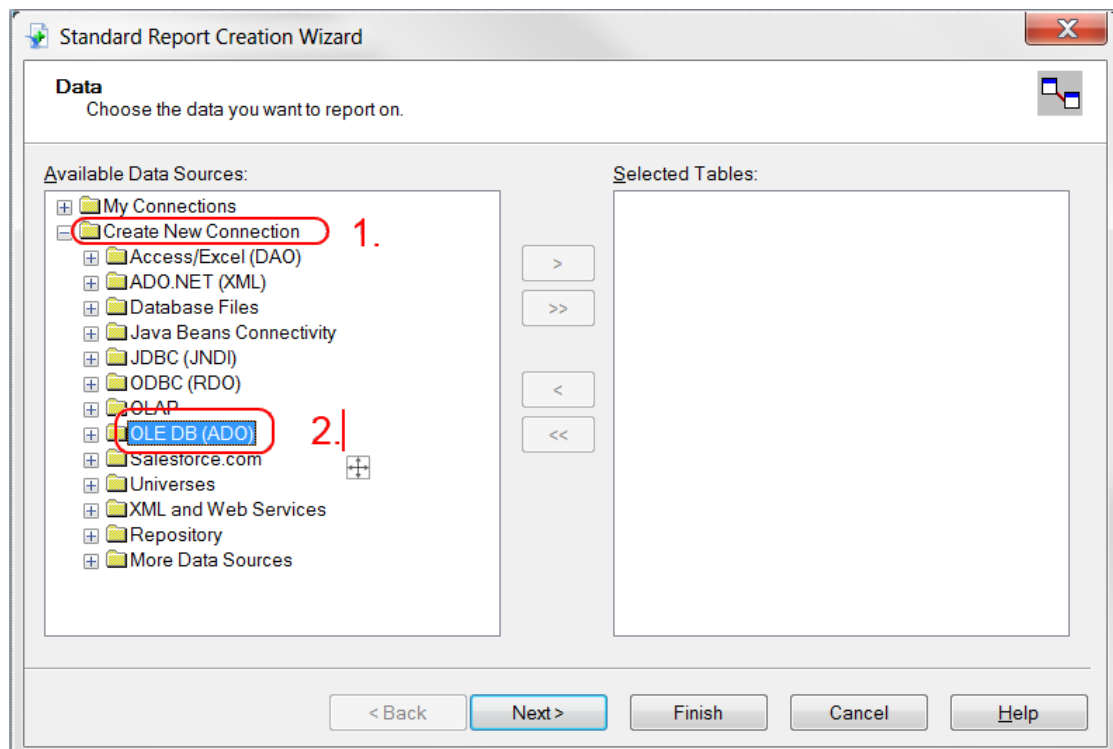 Standard Report Creation Wizard
X
Data
Choose the data you want to report on.
Available Data Sources:
Selected Tables:
My Connections
Create New Connection
1.
Access/Excel (DAO)
ADO.NET (XML)
Database Files
Java Beans Connectivity
JDBC (JNDI)
ODBC (RDO)
OLAP
OLE DB (ADO)
2.
Salesforce.com
Universes
XML and Web Services
Repository
More Data Sources
>
>>
<
<<
< Back
Next >
Finish
Cancel
Help